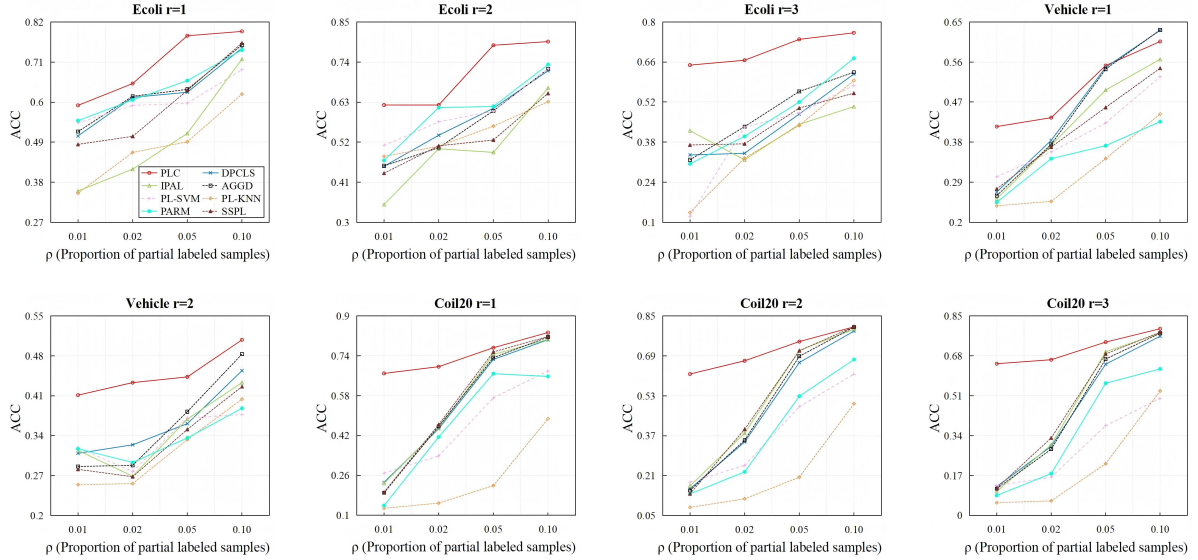 Ecoli r=1
ACC
0.82
0.71
0.6
0.49
0.38
0.27
PLC
DPCLS
IPAL
AGGD
PL-SVM
PL-KNN
PARM
SSPL
0.01 0.02 0.05 0.10
ρ (Proportion of partial labeled samples)
Ecoli r=2
ACC
0.85
0.74
0.63
0.52
0.41
0.3
0.01 0.02 0.05 0.10
ρ (Proportion of partial labeled samples)
Ecoli r=3
ACC
0.8
0.66
0.52
0.38
0.24
0.1
0.01 0.02 0.05 0.10
ρ (Proportion of partial labeled samples)
Vehicle r=1
ACC
0.65
0.56
0.47
0.38
0.29
0.2
0.01 0.02 0.05 0.10
ρ (Proportion of partial labeled samples)
Vehicle r=2
ACC
0.55
0.48
0.41
0.34
0.27
0.2
0.01 0.02 0.05 0.10
ρ (Proportion of partial labeled samples)
Coil20 r=1
ACC
0.9
0.74
0.58
0.42
0.26
0.1
0.01 0.02 0.05 0.10
ρ (Proportion of partial labeled samples)
Coil20 r=2
ACC
0.85
0.69
0.53
0.37
0.21
0.05
0.01 0.02 0.05 0.10
ρ (Proportion of partial labeled samples)
Coil20 r=3
ACC
0.85
0.68
0.51
0.34
0.17
0
0.01 0.02 0.05 0.10
ρ (Proportion of partial labeled samples)